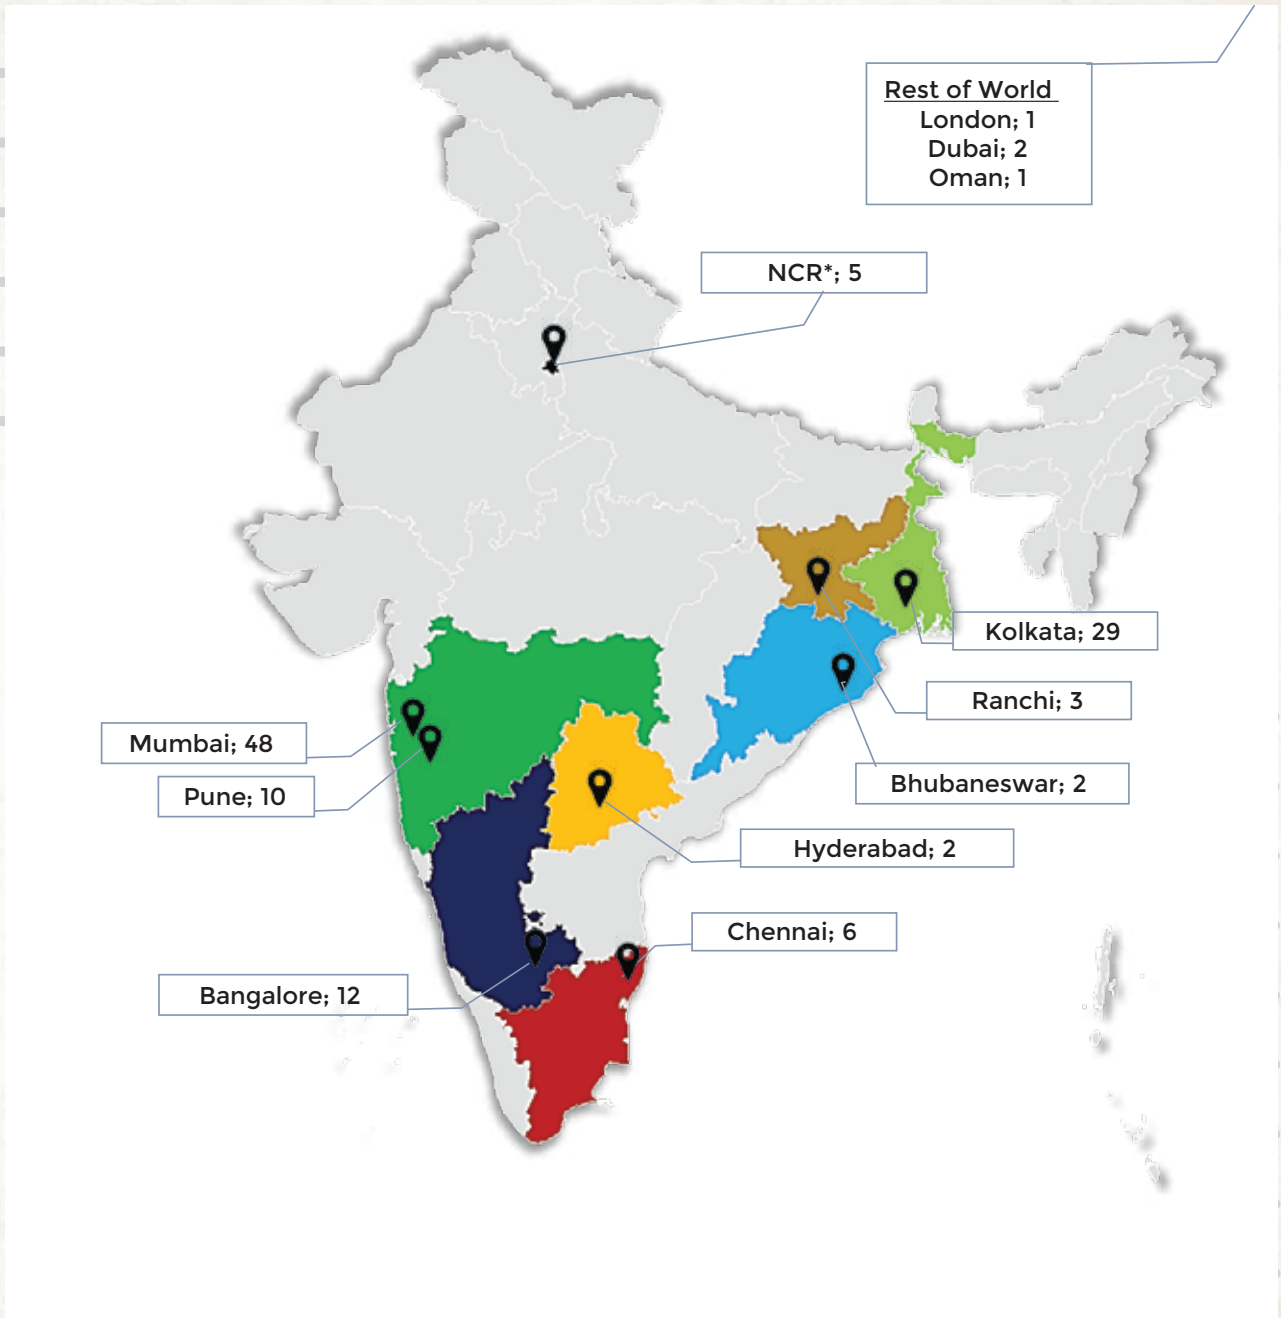 Rest of World
London; 1
Dubai; 2
Oman; 1
NCR*; 5
Kolkata; 29
Ranchi; 3
Mumbai; 48
Bhubaneswar; 2
Pune; 10
Hyderabad; 2
Chennai; 6
Bangalore; 12